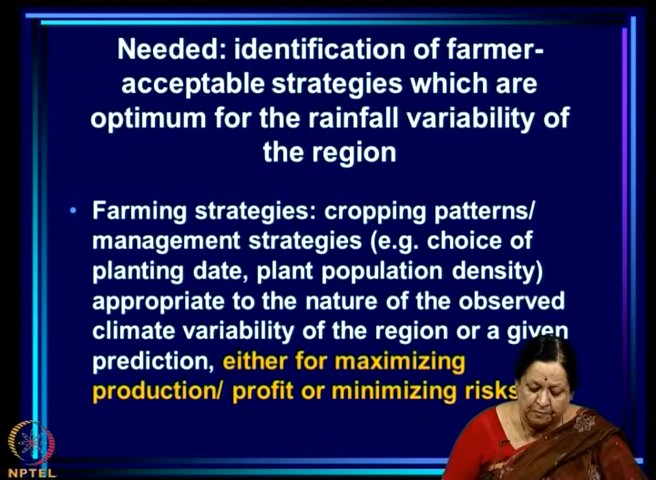 Needed: identification of farmer-
acceptable strategies which are
optimum for the rainfall variability of
the region
• Farming strategies: cropping patterns/
management strategies (e.g. choice of
planting date, plant population density)
appropriate to the nature of the observed
climate variability of the region or a given
prediction, either for maximizing
production/ profit or minimizing risks
NPTEL